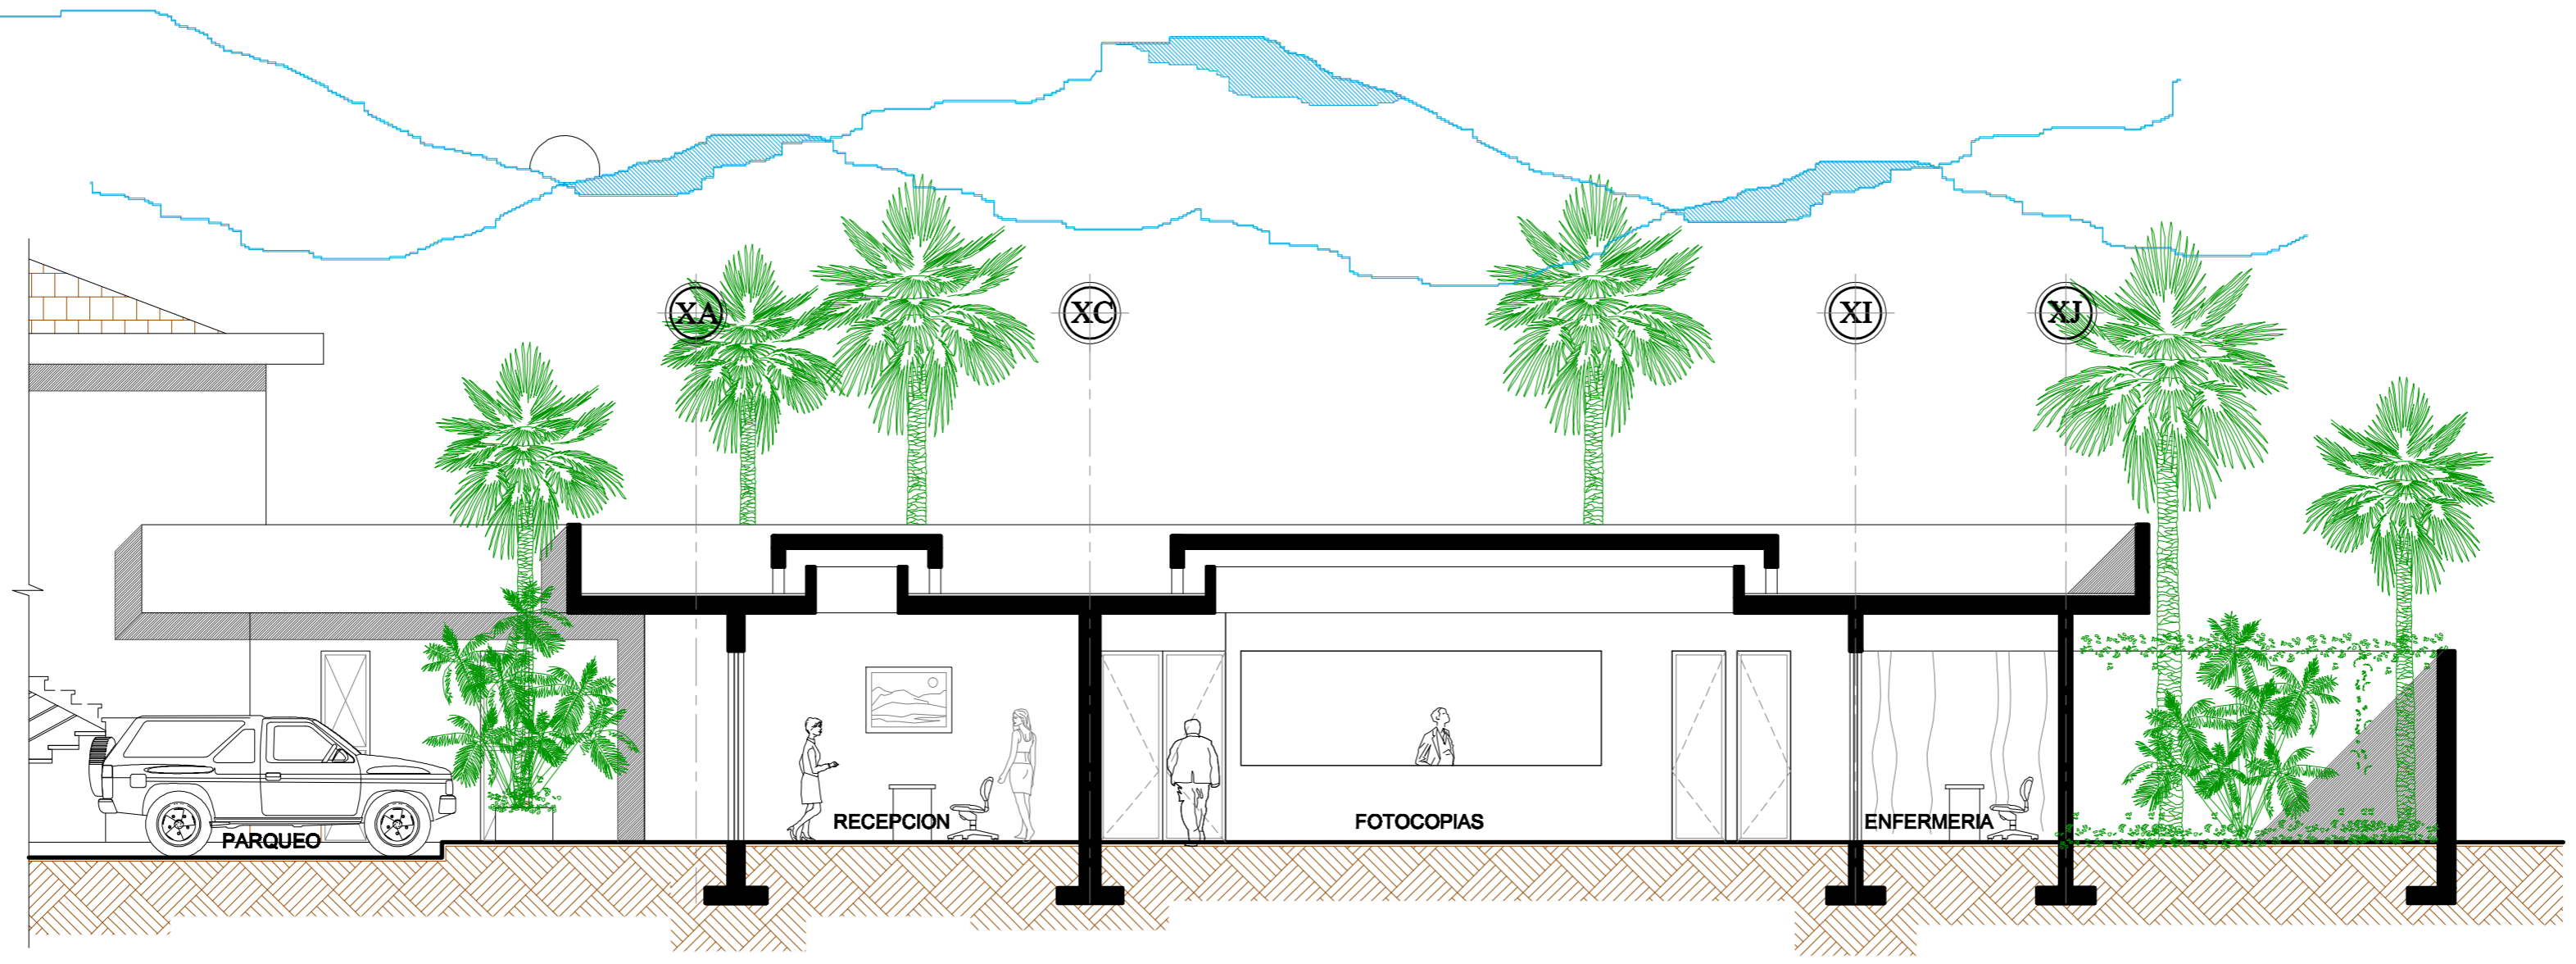 XA
XC
XI
XJ
PARQUEO
RECEPCION
FOTOCOPIAS
ENFERMERIA